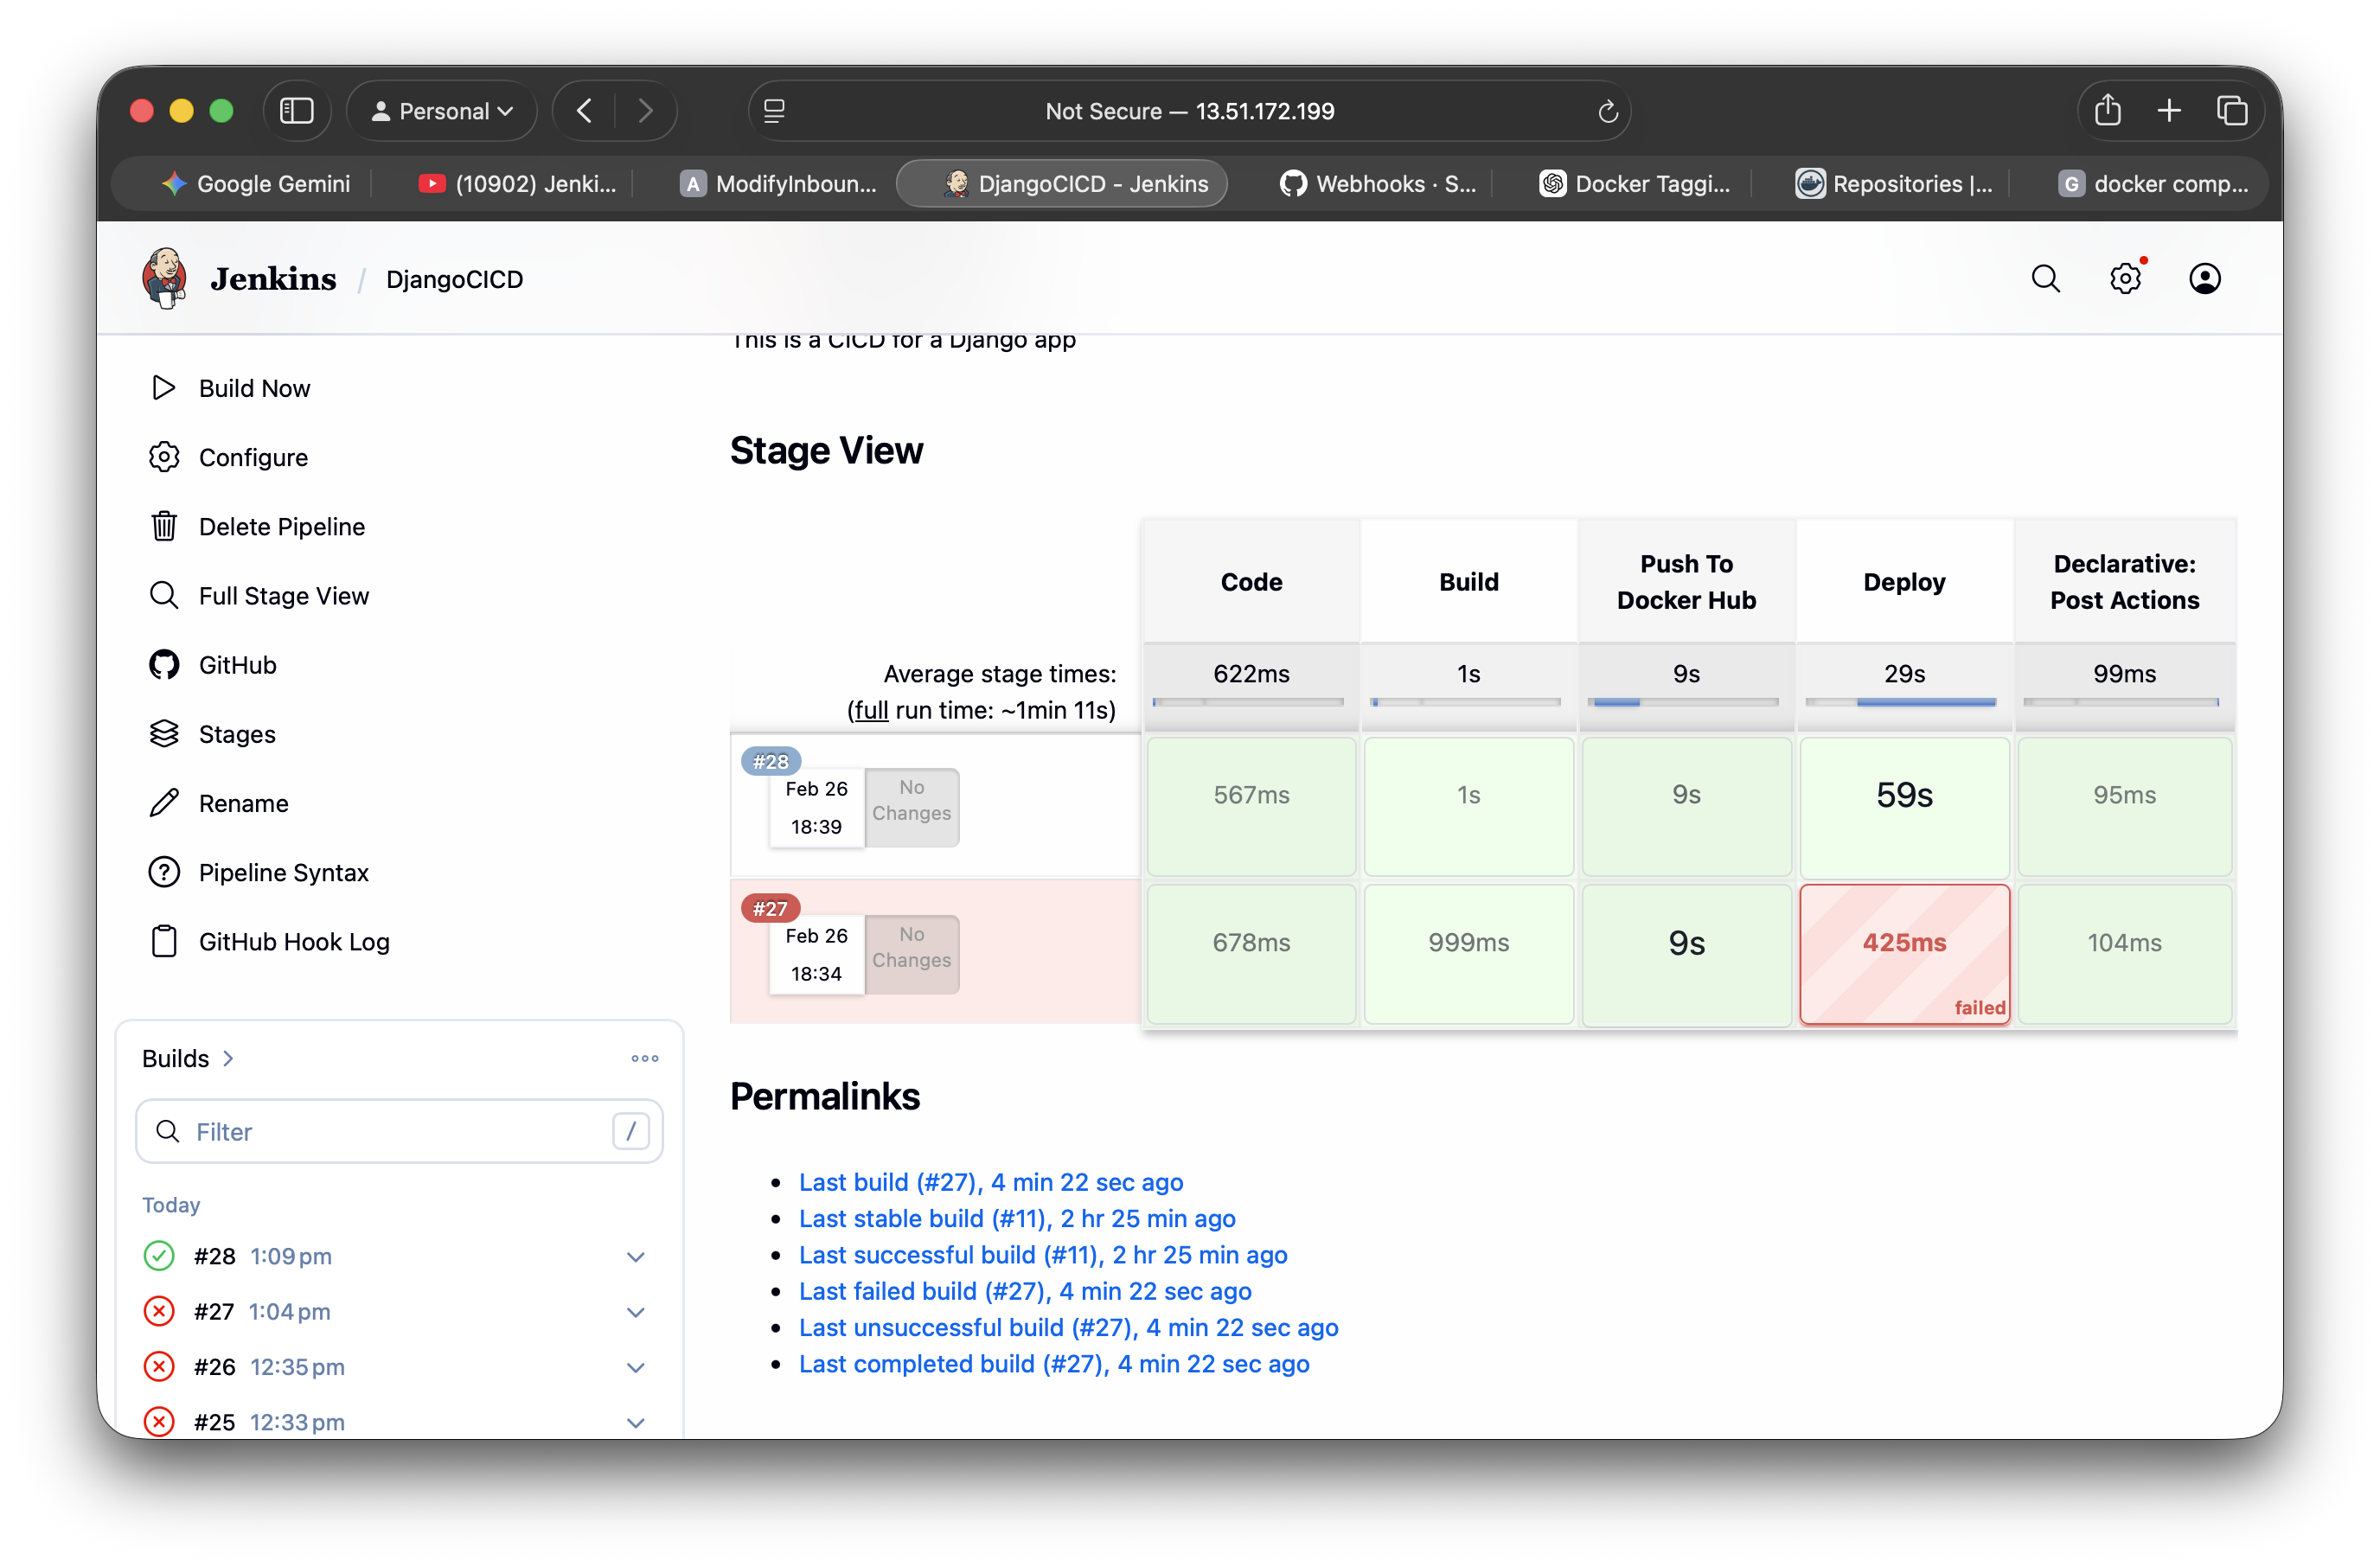 Personal
Not Secure — 13.51.172.199
Google Gemini
(10902) Jenki...
A ModifyInboun...
DjangoCICD - Jenkins
Webhooks · S...
Docker Taggi...
Repositories |...
G docker comp...
Jenkins / DjangoCICD
This is a CICD for a Django app
Build Now
Configure
Delete Pipeline
Full Stage View
GitHub
Stages
Rename
Pipeline Syntax
GitHub Hook Log
Builds
Filter /
Today
#28 1:09 pm
#27 1:04 pm
#26 12:35 pm
#25 12:33 pm
Stage View
Code
Build
Push To
Docker Hub
Deploy
Declarative:
Post Actions
Average stage times:
(full run time: ~1min 11s)
622ms
1s
9s
29s
99ms
#28
Feb 26
18:39
No
Changes
567ms
1s
9s
59s
95ms
#27
Feb 26
18:34
No
Changes
678ms
999ms
9s
425ms
failed
104ms
Permalinks
Last build (#27), 4 min 22 sec ago
Last stable build (#11), 2 hr 25 min ago
Last successful build (#11), 2 hr 25 min ago
Last failed build (#27), 4 min 22 sec ago
Last unsuccessful build (#27), 4 min 22 sec ago
Last completed build (#27), 4 min 22 sec ago